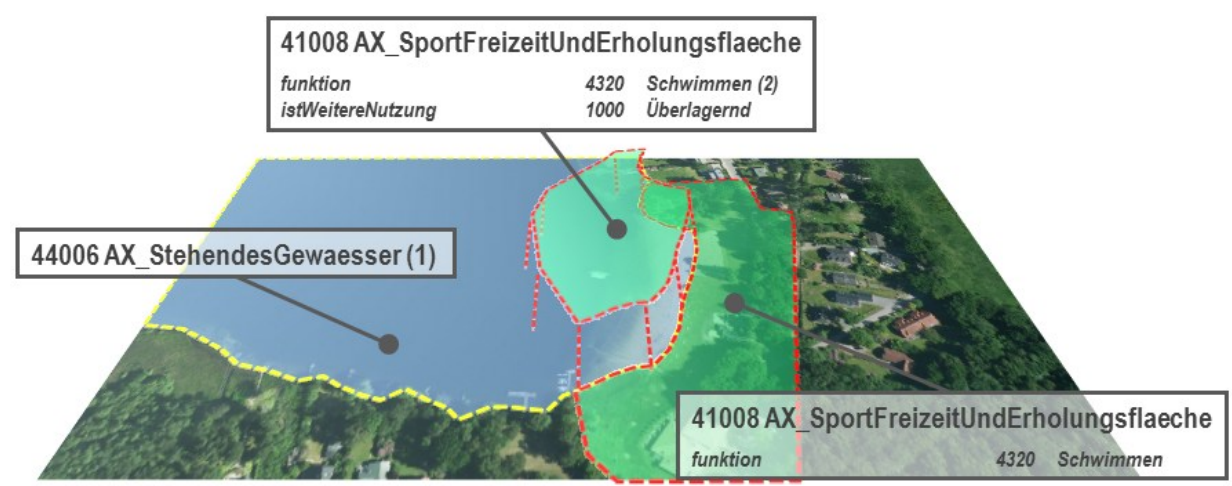 41008 AX_SportFreizeitUndErholungsflaeche
funktion 4320 Schwimmen (2)
istWeitereNutzung 1000 Überlagernd
44006 AX_StehendesGewaesser (1)
41008 AX_SportFreizeitUndErholungsflaeche
funktion 4320 Schwimmen